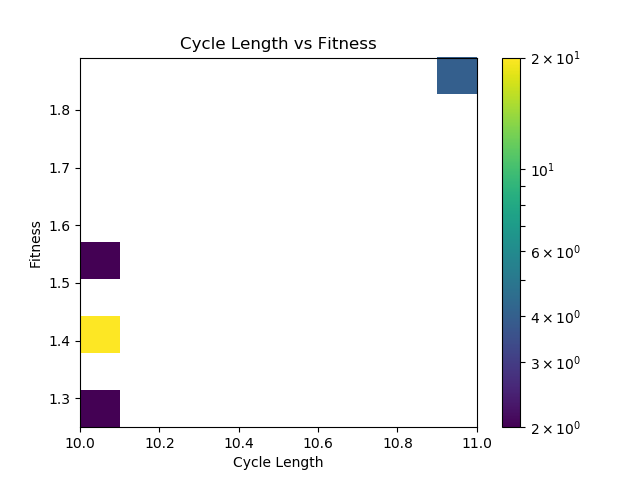 Cycle Length vs Fitness
1.8
1.7
1.6
1.5
1.4
1.3
Fitness
10.0 10.2 10.4 10.6 10.8 11.0
Cycle Length
2 × 10¹
10¹
6 × 10⁰
4 × 10⁰
3 × 10⁰
2 × 10⁰